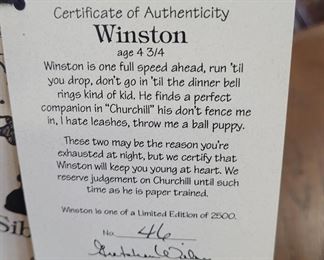 Certificate of Authenticity
Winston
age 4 3/4
Winston is one full speed ahead, run 'til
you drop, don't go in 'til the dinner bell
rings kind of kid. He finds a perfect
companion in "Churchill" his don't fence me
in, I hate leashes, throw me a ball puppy.
These two may be the reason you're
exhausted at night, but we certify that
Winston will keep you young at heart. We
reserve judgement on Churchill until such
time as he is paper trained.
Winston is one of a Limited Edition of 2500.
No. 46
Sib